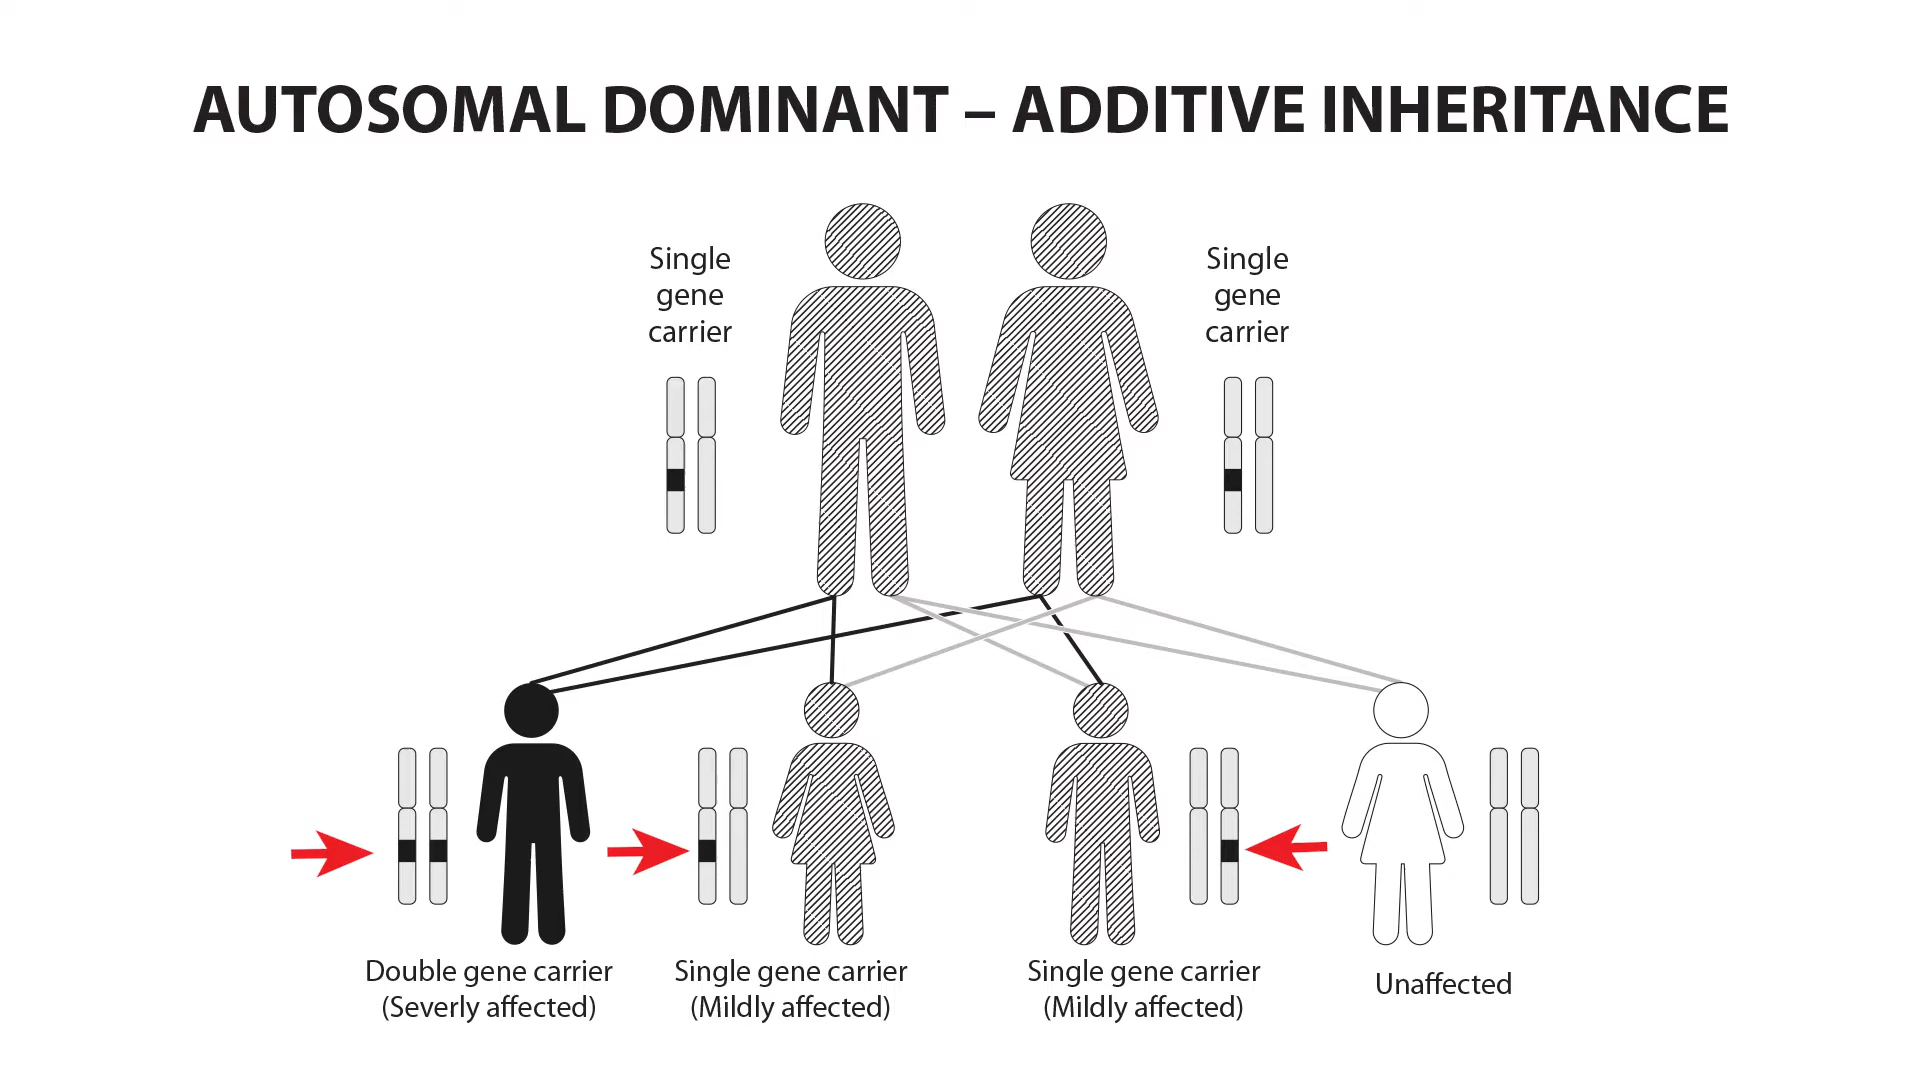 AUTOSOMAL DOMINANT – ADDITIVE INHERITANCE
Single
gene
carrier
Single
gene
carrier
Double gene carrier
(Severly affected)
Single gene carrier
(Mildly affected)
Single gene carrier
(Mildly affected)
Unaffected